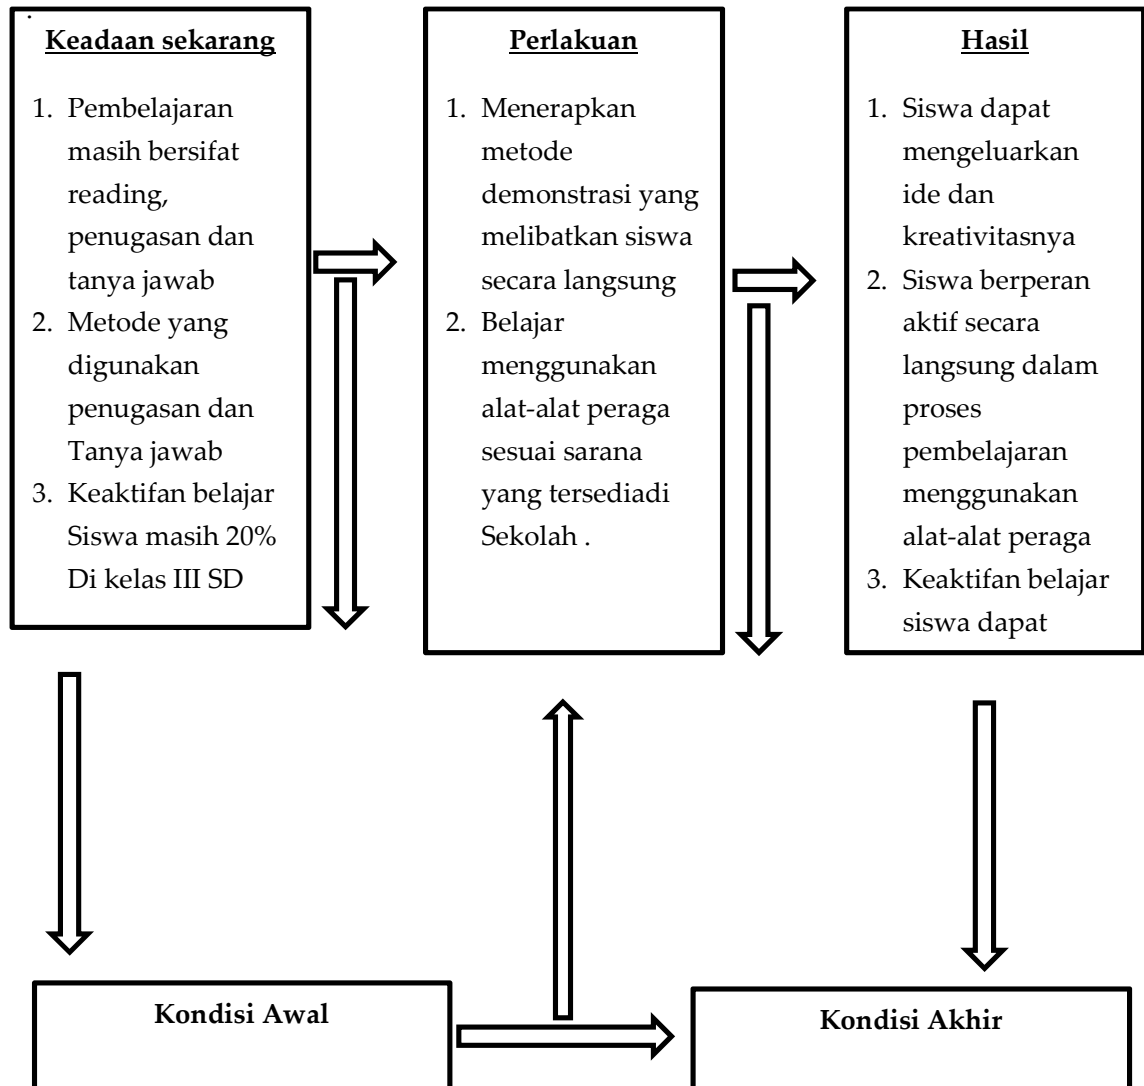 Keadaan sekarang
1. Pembelajaran
masih bersifat
reading,
penugasan dan
tanya jawab
2. Metode yang
digunakan
penugasan dan
Tanya jawab
3. Keaktifan belajar
Siswa masih 20%
Di kelas III SD
Perlakuan
1. Menerapkan
metode
demonstrasi yang
melibatkan siswa
secara langsung
2. Belajar
menggunakan
alat-alat peraga
sesuai sarana
yang tersediadi
Sekolah .
Hasil
1. Siswa dapat
mengeluarkan
ide dan
kreativitasnya
2. Siswa berperan
aktif secara
langsung dalam
proses
pembelajaran
menggunakan
alat-alat peraga
3. Keaktifan belajar
siswa dapat
Kondisi Awal
Kondisi Akhir